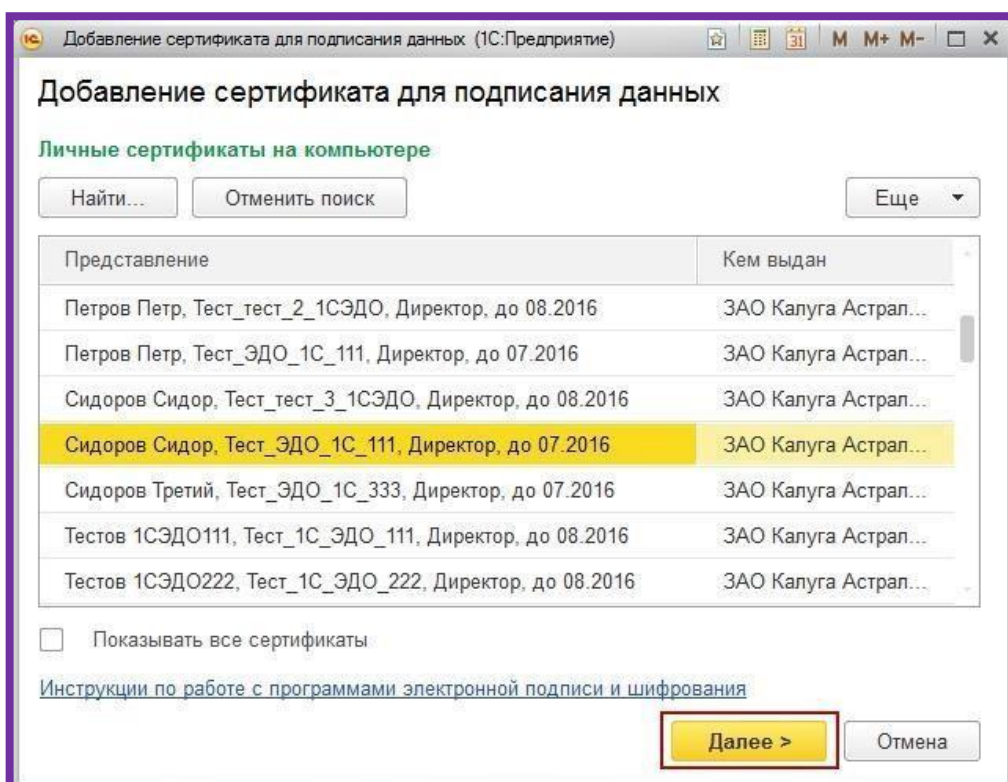 1С Добавление сертификата для подписания данных (1С:Предприятие) 31 M M+ M-
Добавление сертификата для подписания данных
Личные сертификаты на компьютере
Найти... Отменить поиск Еще
Представление Кем выдан
Петров Петр, Тест_тест_2_1СЭДО, Директор, до 08.2016 ЗАО Калуга Астрал...
Петров Петр, Тест_ЭДО_1С_111, Директор, до 07.2016 ЗАО Калуга Астрал...
Сидоров Сидор, Тест_тест_3_1СЭДО, Директор, до 08.2016 ЗАО Калуга Астрал...
Сидоров Сидор, Тест_ЭДО_1С_111, Директор, до 07.2016 ЗАО Калуга Астрал...
Сидоров Третий, Тест_ЭДО_1С_333, Директор, до 07.2016 ЗАО Калуга Астрал...
Тестов 1СЭДО111, Тест_1С_ЭДО_111, Директор, до 08.2016 ЗАО Калуга Астрал...
Тестов 1СЭДО222, Тест_1С_ЭДО_222, Директор, до 08.2016 ЗАО Калуга Астрал...
Показывать все сертификаты
Инструкции по работе с программами электронной подписи и шифрования
Далее > Отмена